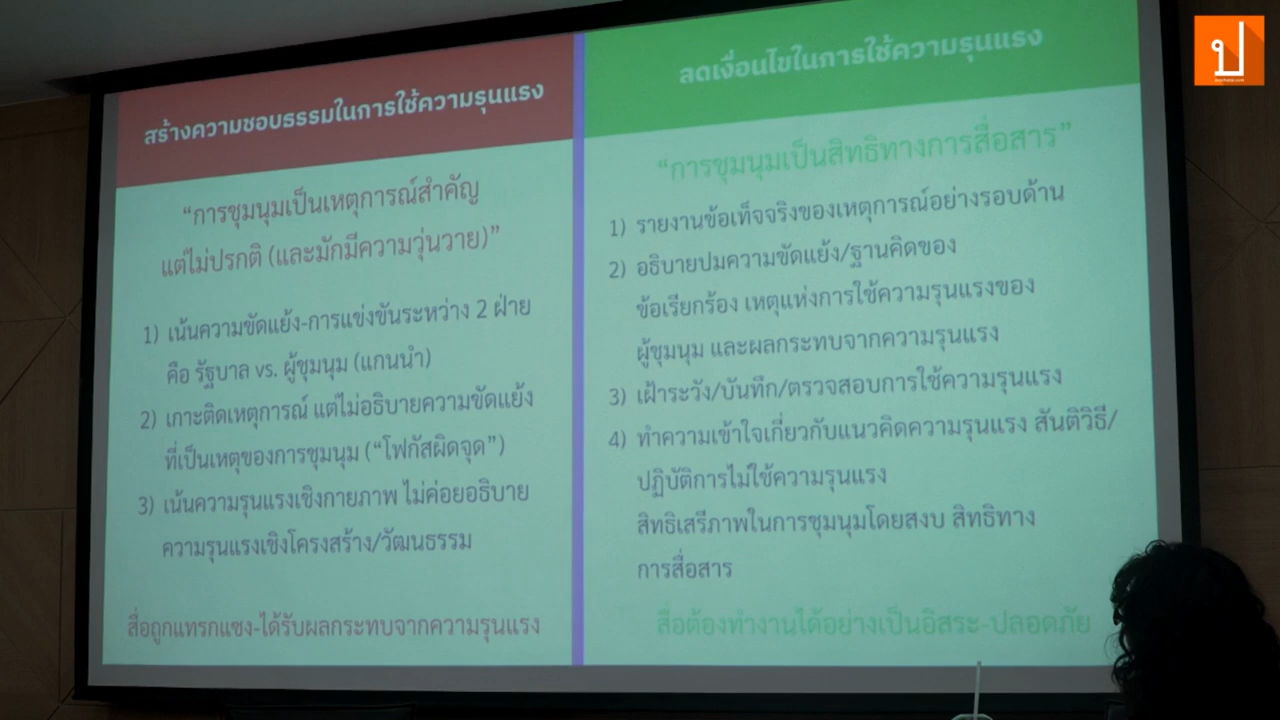 ป
สร้างความชอบธรรมในการใช้ความรุนแรง
“การชุมนุมเป็นเหตุการณ์สำคัญ
แต่ไม่ปรกติ (และมักมีความวุ่นวาย)”
1) เน้นความขัดแย้ง-การแข่งขันระหว่าง 2 ฝ่าย
คือ รัฐบาล vs. ผู้ชุมนุม (แกนนำ)
2) เกาะติดเหตุการณ์ แต่ไม่อธิบายความขัดแย้ง
ที่เป็นเหตุของการชุมนุม (“โฟกัสผิดจุด”)
3) เน้นความรุนแรงเชิงกายภาพ ไม่ค่อยอธิบาย
ความรุนแรงเชิงโครงสร้าง/วัฒนธรรม
สื่อถูกแทรกแซง-ได้รับผลกระทบจากความรุนแรง
ลดเงื่อนไขในการใช้ความรุนแรง
“การชุมนุมเป็นสิทธิทางการสื่อสาร”
1) รายงานข้อเท็จจริงของเหตุการณ์อย่างรอบด้าน
2) อธิบายปมความขัดแย้ง/ฐานคิดของ
ข้อเรียกร้อง เหตุแห่งการใช้ความรุนแรงของ
ผู้ชุมนุม และผลกระทบจากความรุนแรง
3) เฝ้าระวัง/บันทึก/ตรวจสอบการใช้ความรุนแรง
4) ทำความเข้าใจเกี่ยวกับแนวคิดความรุนแรง สันติวิธี/
ปฏิบัติการไม่ใช้ความรุนแรง
สิทธิเสรีภาพในการชุมนุมโดยสงบ สิทธิทาง
การสื่อสาร
สื่อต้องทำงานได้อย่างเป็นอิสระ-ปลอดภัย